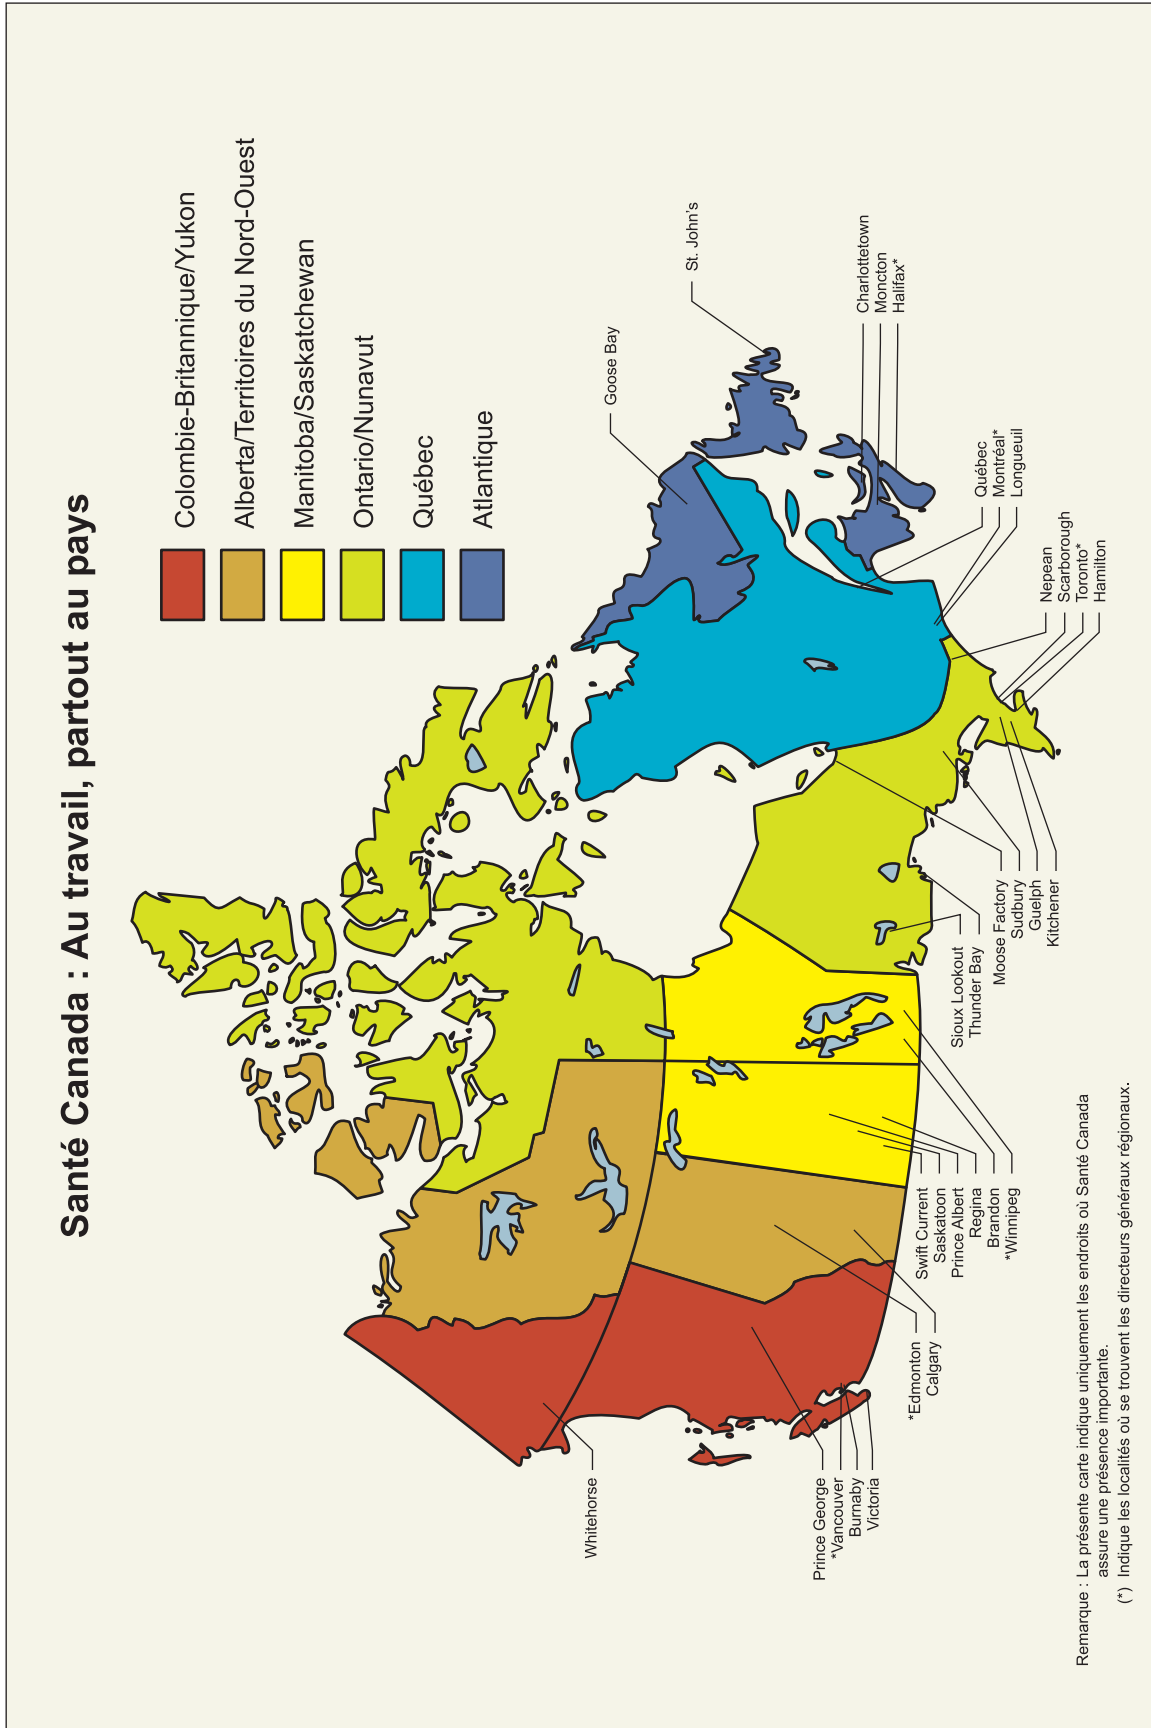 Santé Canada : Au travail, partout au pays
Colombie-Britannique/Yukon
Alberta/Territoires du Nord-Ouest
Manitoba/Saskatchewan
Ontario/Nunavut
Québec
Atlantique
Whitehorse
Prince George
*Vancouver
Burnaby
Victoria
*Edmonton
Calgary
Swift Current
Saskatoon
Prince Albert
Regina
Brandon
*Winnipeg
Sioux Lookout
Thunder Bay
Moose Factory
Sudbury
Guelph
Kitchener
Nepean
Scarborough
Toronto*
Hamilton
Québec
Montréal*
Longueuil
Goose Bay
St. John's
Charlottetown
Moncton
Halifax*
Remarque : La présente carte indique uniquement les endroits où Santé Canada
assure une présence importante.
(*) Indique les localités où se trouvent les directeurs généraux régionaux.